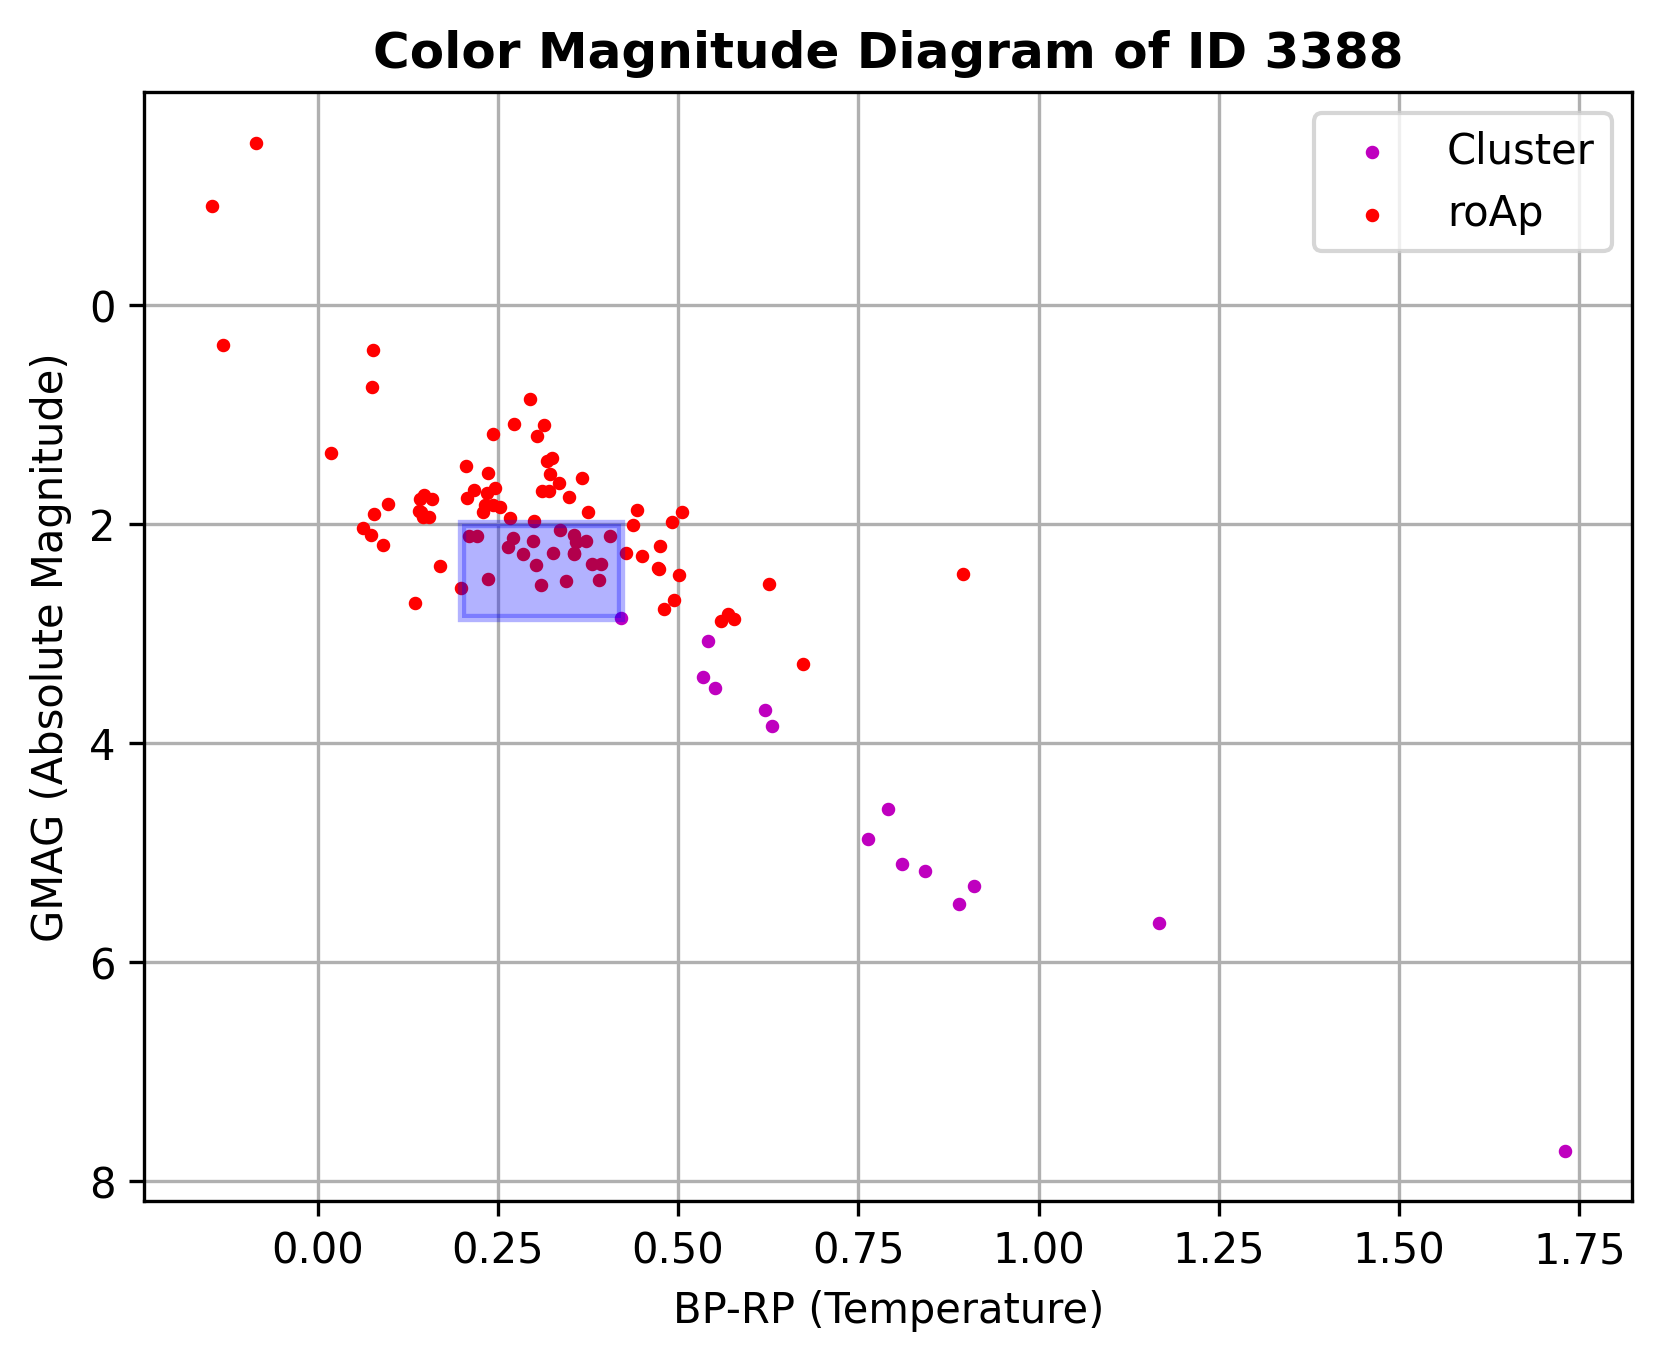 Color Magnitude Diagram of ID 3388
Cluster
roAp
GMAG (Absolute Magnitude)
0
2
4
6
8
0.00 0.25 0.50 0.75 1.00 1.25 1.50 1.75
BP-RP (Temperature)